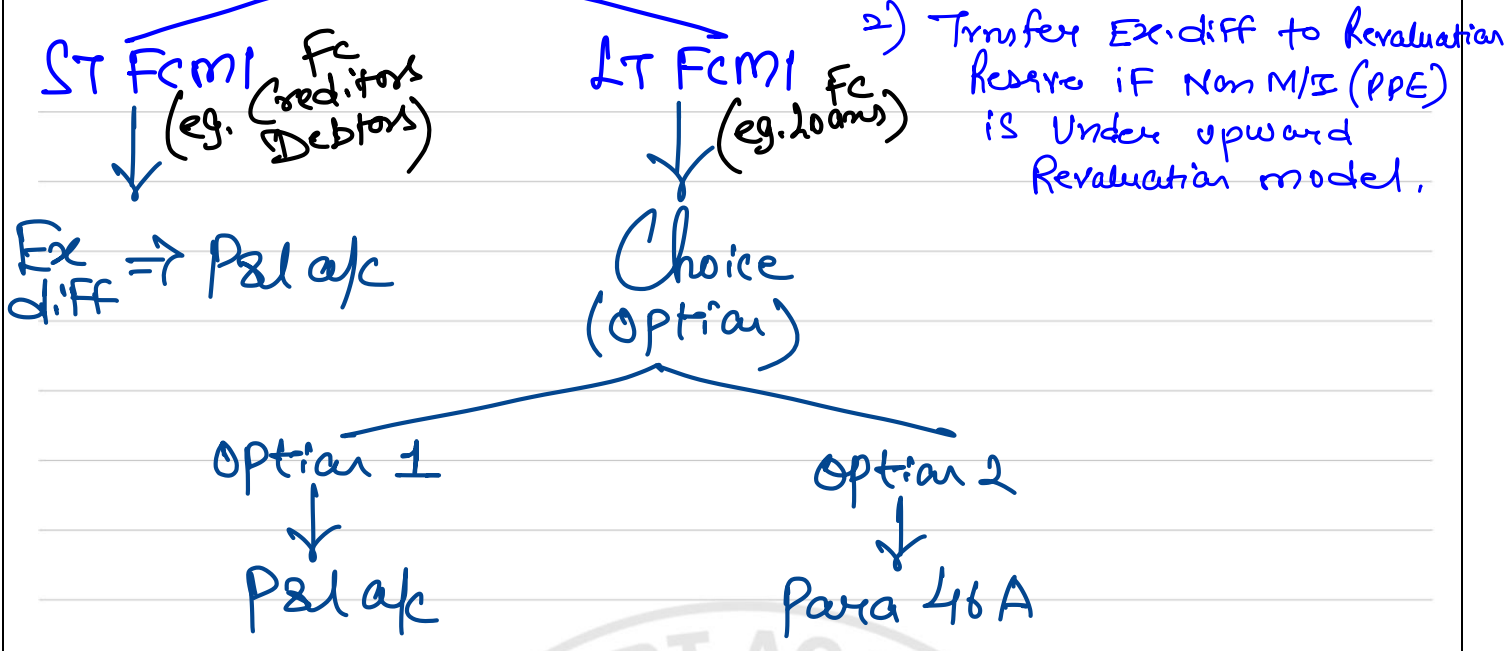 2) Trnsfer Ex.diff to Revaluation
Reserve if Non M/I (PPE)
is Under upward
Revaluation model.
ST FCMI
(eg. FC Creditors
Debtors)
LT FCMI
(eg. FC Loans)
Ex diff ⇒ P&L a/c
Choice
(Option)
Option 1
Option 2
P&L a/c
Para 46A